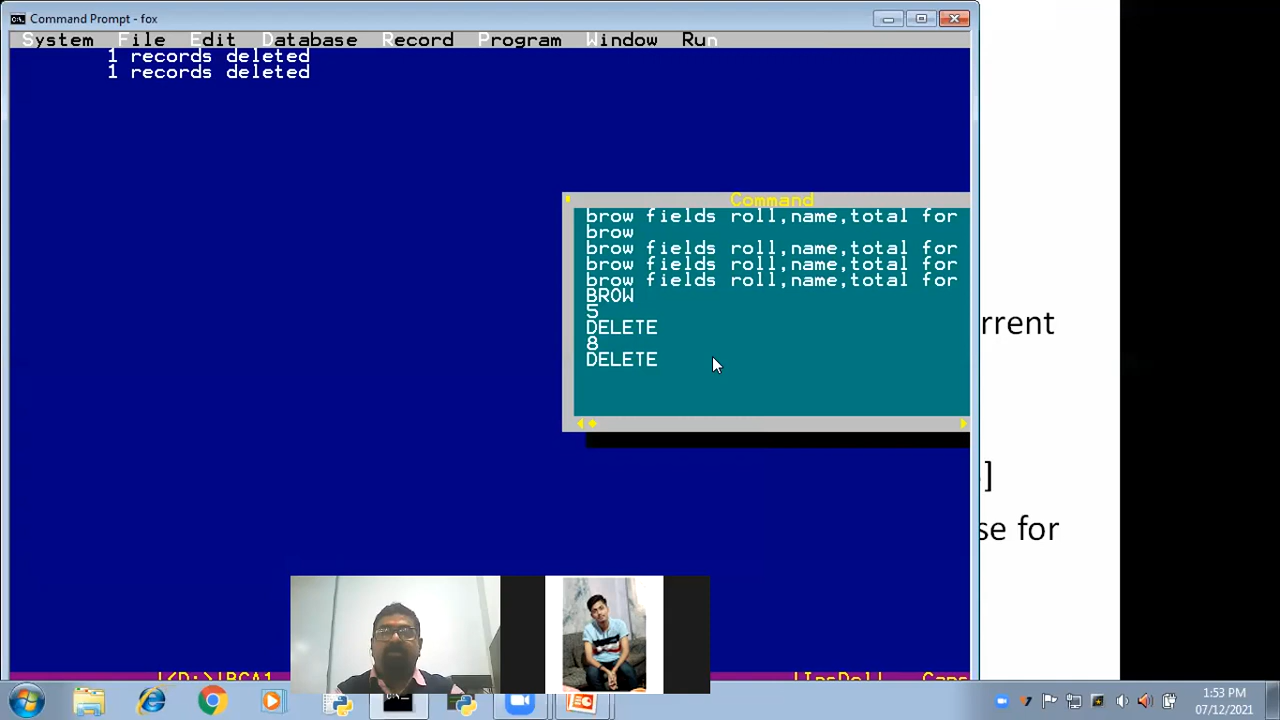 Command Prompt - fox
System File Edit Database Record Program Window Run
1 records deleted
1 records deleted
Command
brow fields roll,name,total for
brow
brow fields roll,name,total for
brow fields roll,name,total for
brow fields roll,name,total for
BROW
5
DELETE
8
DELETE
rrent
]
se for
1:53 PM
07/12/2021